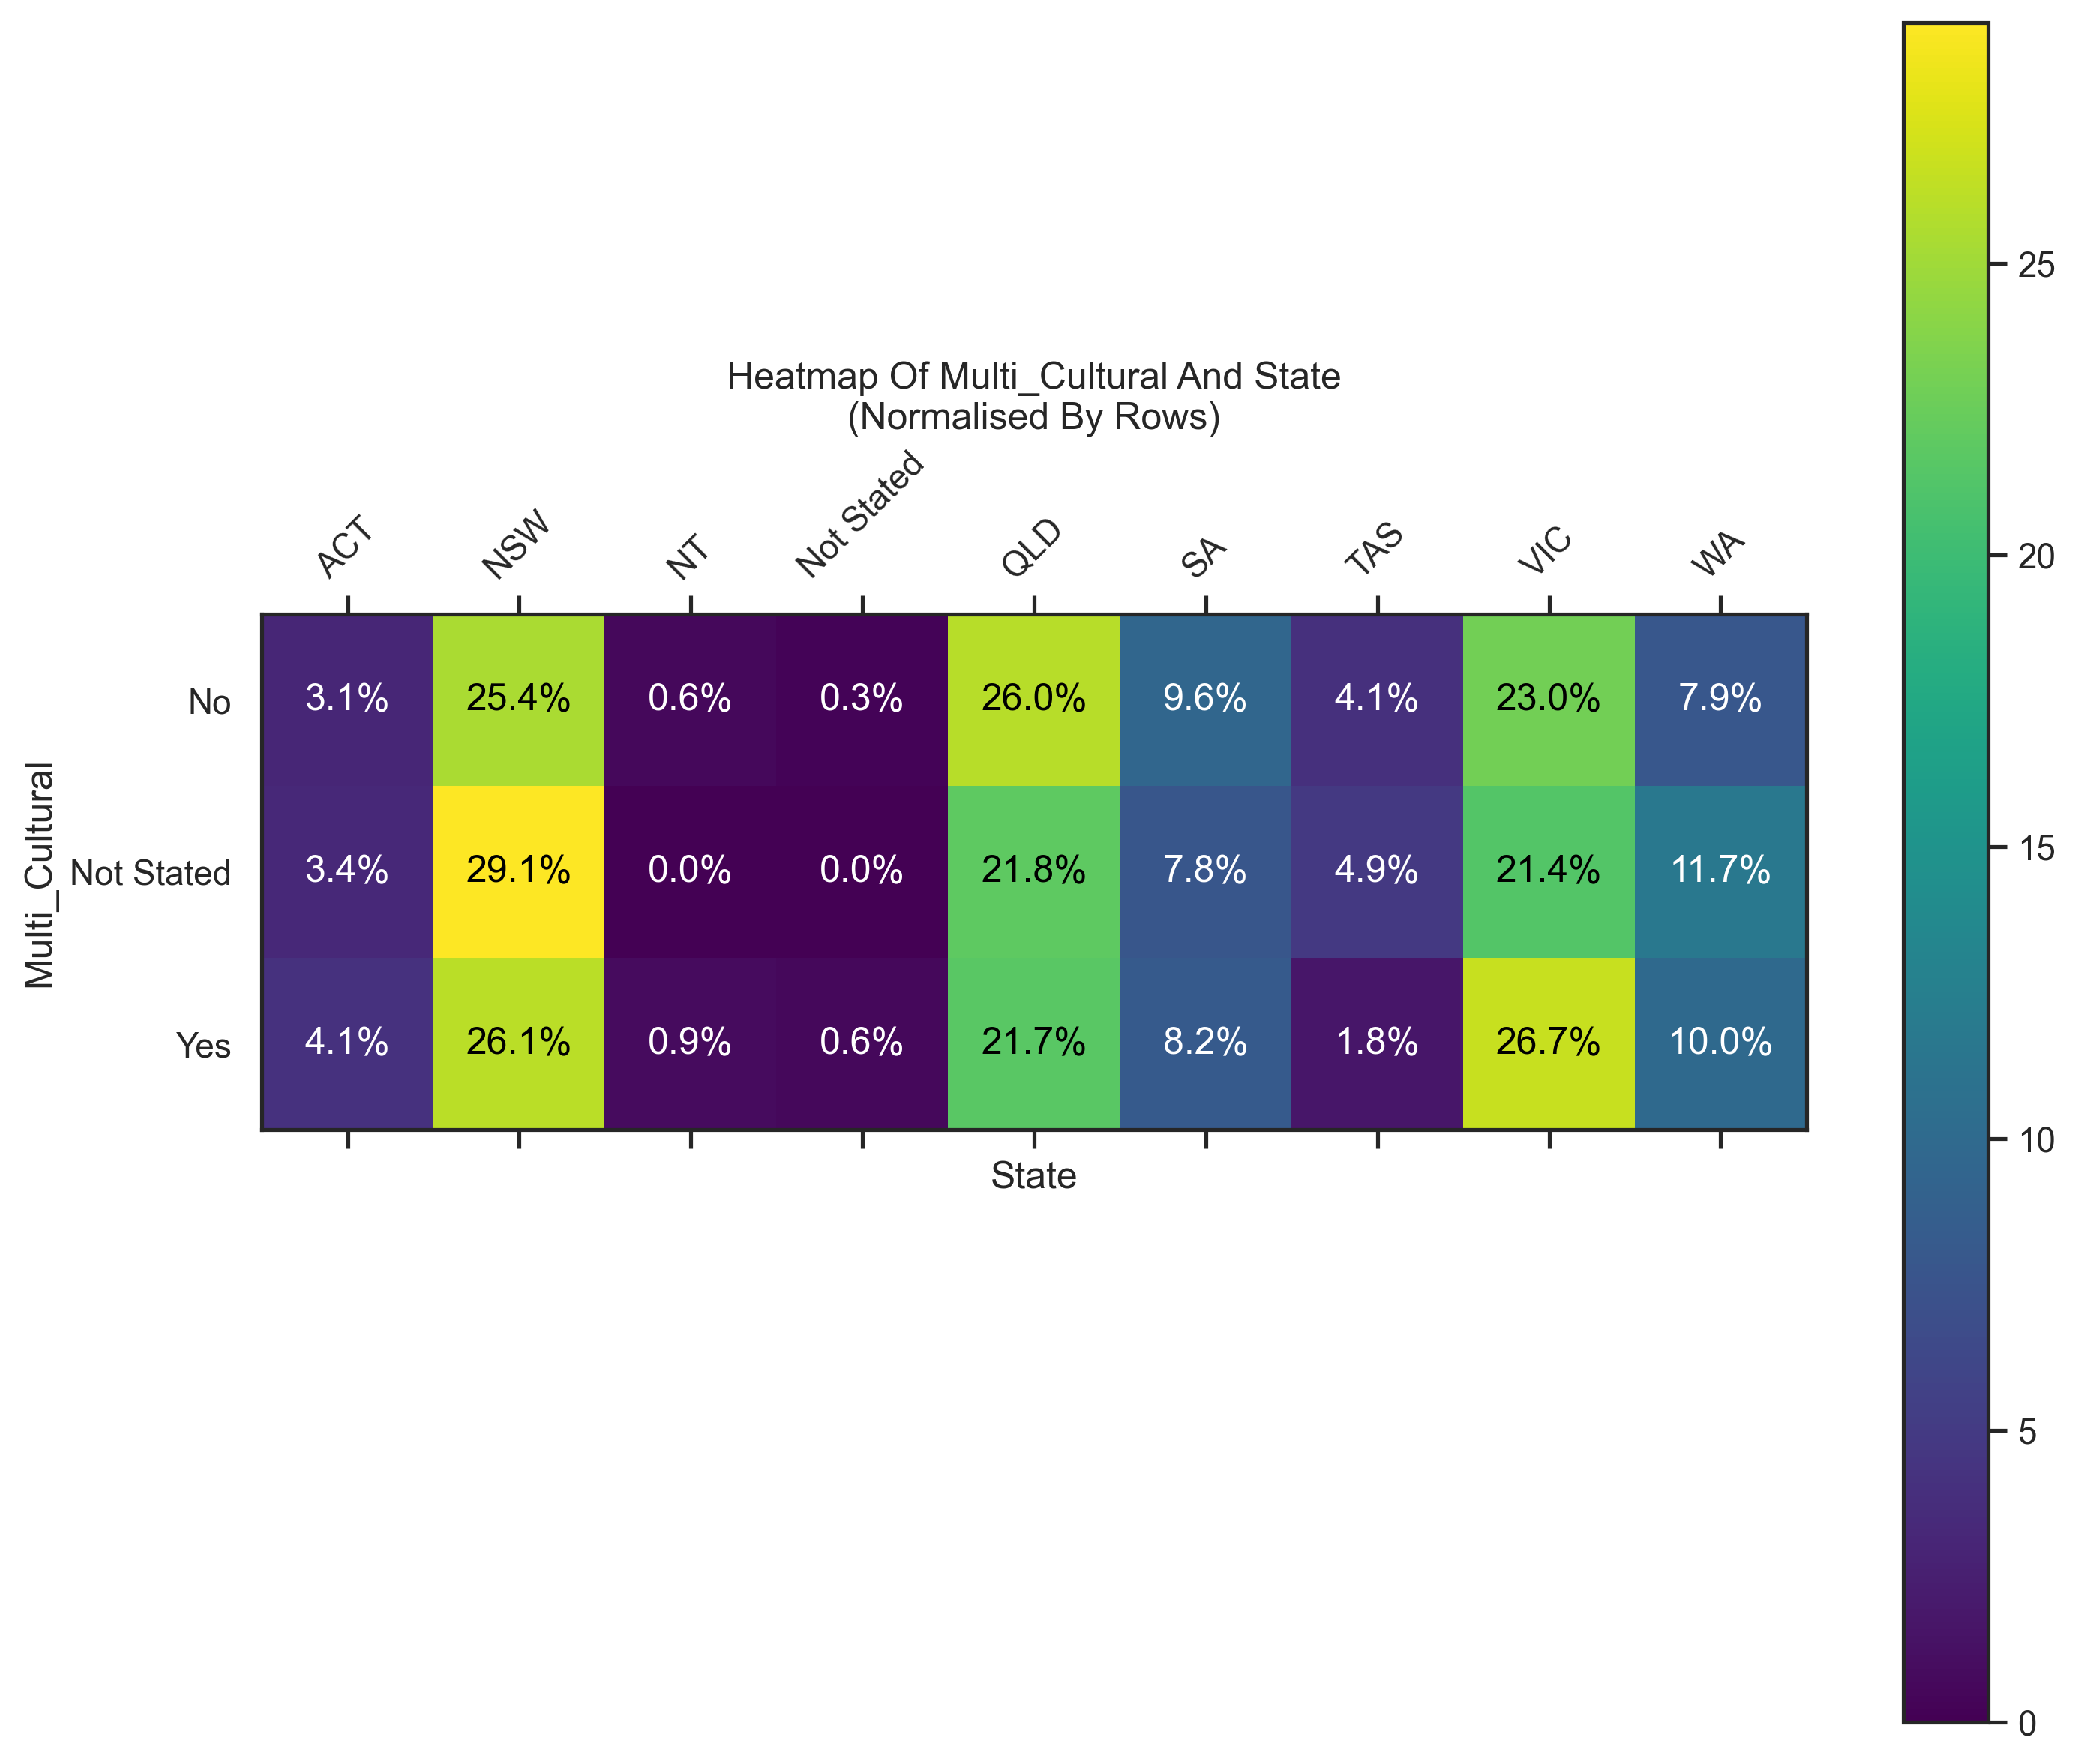 Heatmap Of Multi_Cultural And State
(Normalised By Rows)
ACT NSW NT Not Stated QLD SA TAS VIC WA
No 3.1% 25.4% 0.6% 0.3% 26.0% 9.6% 4.1% 23.0% 7.9%
Not Stated 3.4% 29.1% 0.0% 0.0% 21.8% 7.8% 4.9% 21.4% 11.7%
Yes 4.1% 26.1% 0.9% 0.6% 21.7% 8.2% 1.8% 26.7% 10.0%
Multi_Cultural
State
25
20
15
10
5
0